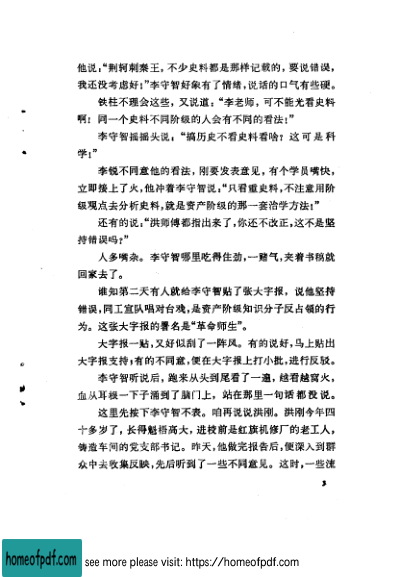 他说：“荆轲刺秦王，不少史料都是那样记载的，要说错误，
我还没考虑好！”李守智好象有了情绪，说话的口气有些硬。
铁柱不理会这些，又说道：“李老师，可不能光看史料
啊！同一个史料不同阶级的人会有不同的看法！”
李守智摇摇头说：“搞历史不看史料看啥？这可是科
学！”
李锐不同意他的看法，刚要发表意见，有个学员嘴快，
立即接上了火，他冲着李守智说：“只看重史料，不注意用阶
级观点去分析史料，就是资产阶级的那一套治学方法！”
还有的说：“洪师傅都指出来了，你还不改正，这不是坚
持错误吗？”
人多嘴杂。李守智哪里吃得住劲，一赌气，夹着书稿就
回家去了。
谁知第二天有人就给李守智贴了张大字报，说他坚持
错误，同工宣队唱对台戏，是资产阶级知识分子反占领的行
为。这张大字报的署名是“革命师生”。
大字报一贴，又好似刮了一阵风。有的说好，马上贴出
大字报支持；有的不同意，便在大字报上打小批，进行反驳。
李守智听说后，跑来从头到尾看了一遍，越看越窝火，
血从耳根一下子涌到了脑门上，站在那里一句话都没说。
这里先按下李守智不表。咱再说说洪刚。洪刚今年四
十多岁了，长得魁梧高大，进校前是红旗机修厂的老工人，
铸造车间的党支部书记。昨天，他做完报告后，便深入到群
众中去收集反映，先后听到了一些不同意见。这时，一些流
3
homeofpdf.com
see more please visit: https://homeofpdf.com